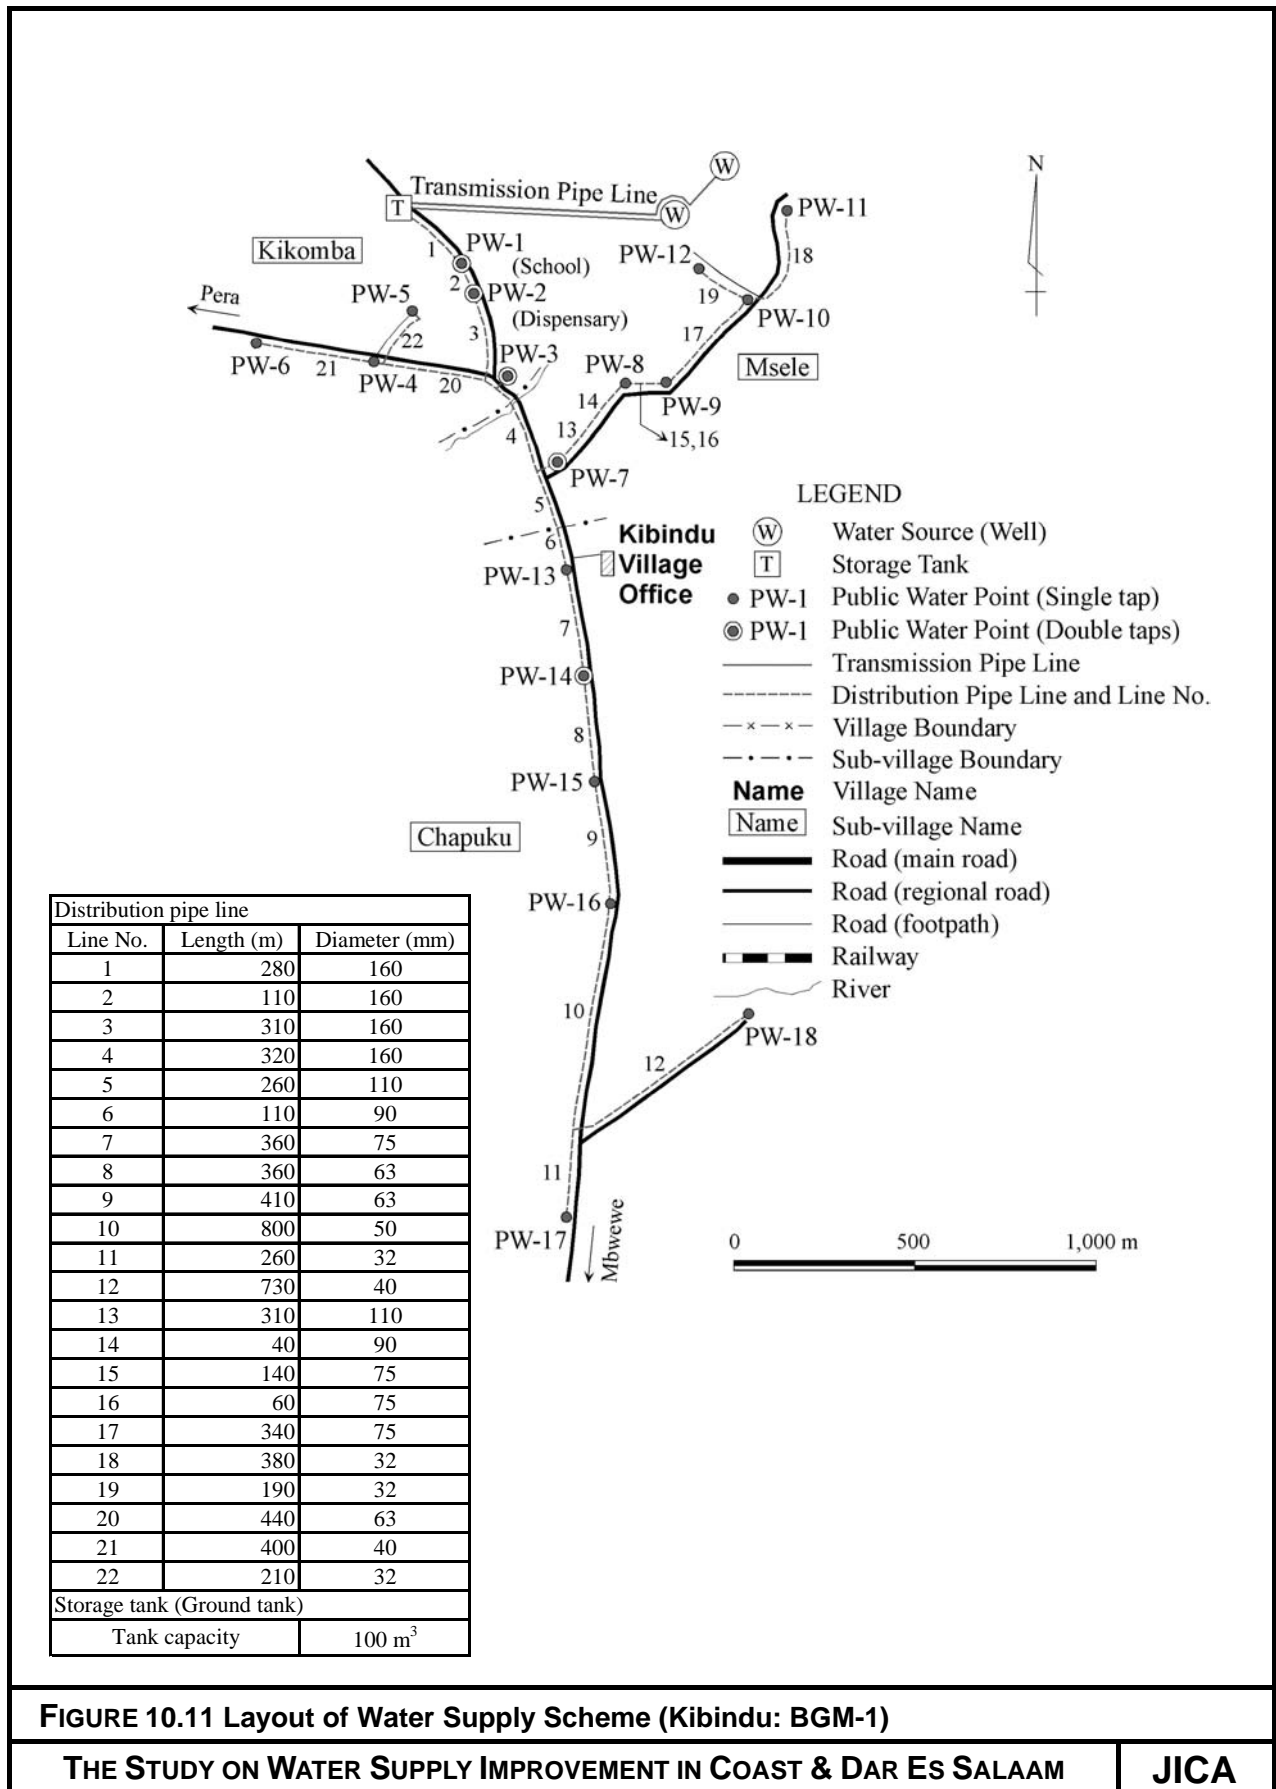 N
W
Transmission Pipe Line
W
T
PW-11
Kikomba
1
PW-1
(School)
PW-12
18
2
PW-2
(Dispensary)
19
PW-10
Pera
PW-5
3
22
17
PW-3
PW-8
Msele
PW-6
21
PW-4
20
14
PW-9
4
13
15,16
PW-7
5
6
Kibindu
Village
Office
PW-13
7
PW-14
8
PW-15
9
Chapuku
PW-16
10
PW-18
12
11
PW-17
Mbwewe
0 500 1,000 m
LEGEND
W Water Source (Well)
T Storage Tank
PW-1 Public Water Point (Single tap)
PW-1 Public Water Point (Double taps)
Transmission Pipe Line
Distribution Pipe Line and Line No.
Village Boundary
Sub-village Boundary
Name Village Name
Name Sub-village Name
Road (main road)
Road (regional road)
Road (footpath)
Railway
River
Distribution pipe line
Line No. Length (m) Diameter (mm)
1 280 160
2 110 160
3 310 160
4 320 160
5 260 110
6 110 90
7 360 75
8 360 63
9 410 63
10 800 50
11 260 32
12 730 40
13 310 110
14 40 90
15 140 75
16 60 75
17 340 75
18 380 32
19 190 32
20 440 63
21 400 40
22 210 32
Storage tank (Ground tank)
Tank capacity 100 m³
FIGURE 10.11 Layout of Water Supply Scheme (Kibindu: BGM-1)
THE STUDY ON WATER SUPPLY IMPROVEMENT IN COAST & DAR ES SALAAM JICA